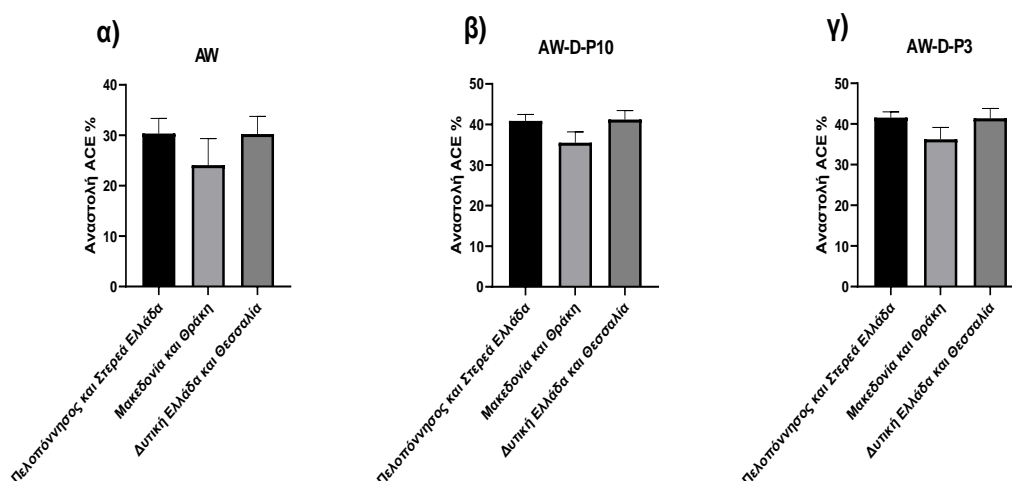 α)
AW
Αναστολή ACE %
40
30
20
10
0
Πελοπόννησος και Στερεά Ελλάδα
Μακεδονία και Θράκη
Δυτική Ελλάδα και Θεσσαλία
β)
AW-D-P10
Αναστολή ACE %
50
40
30
20
10
0
Πελοπόννησος και Στερεά Ελλάδα
Μακεδονία και Θράκη
Δυτική Ελλάδα και Θεσσαλία
γ)
AW-D-P3
Αναστολή ACE %
50
40
30
20
10
0
Πελοπόννησος και Στερεά Ελλάδα
Μακεδονία και Θράκη
Δυτική Ελλάδα και Θεσσαλία